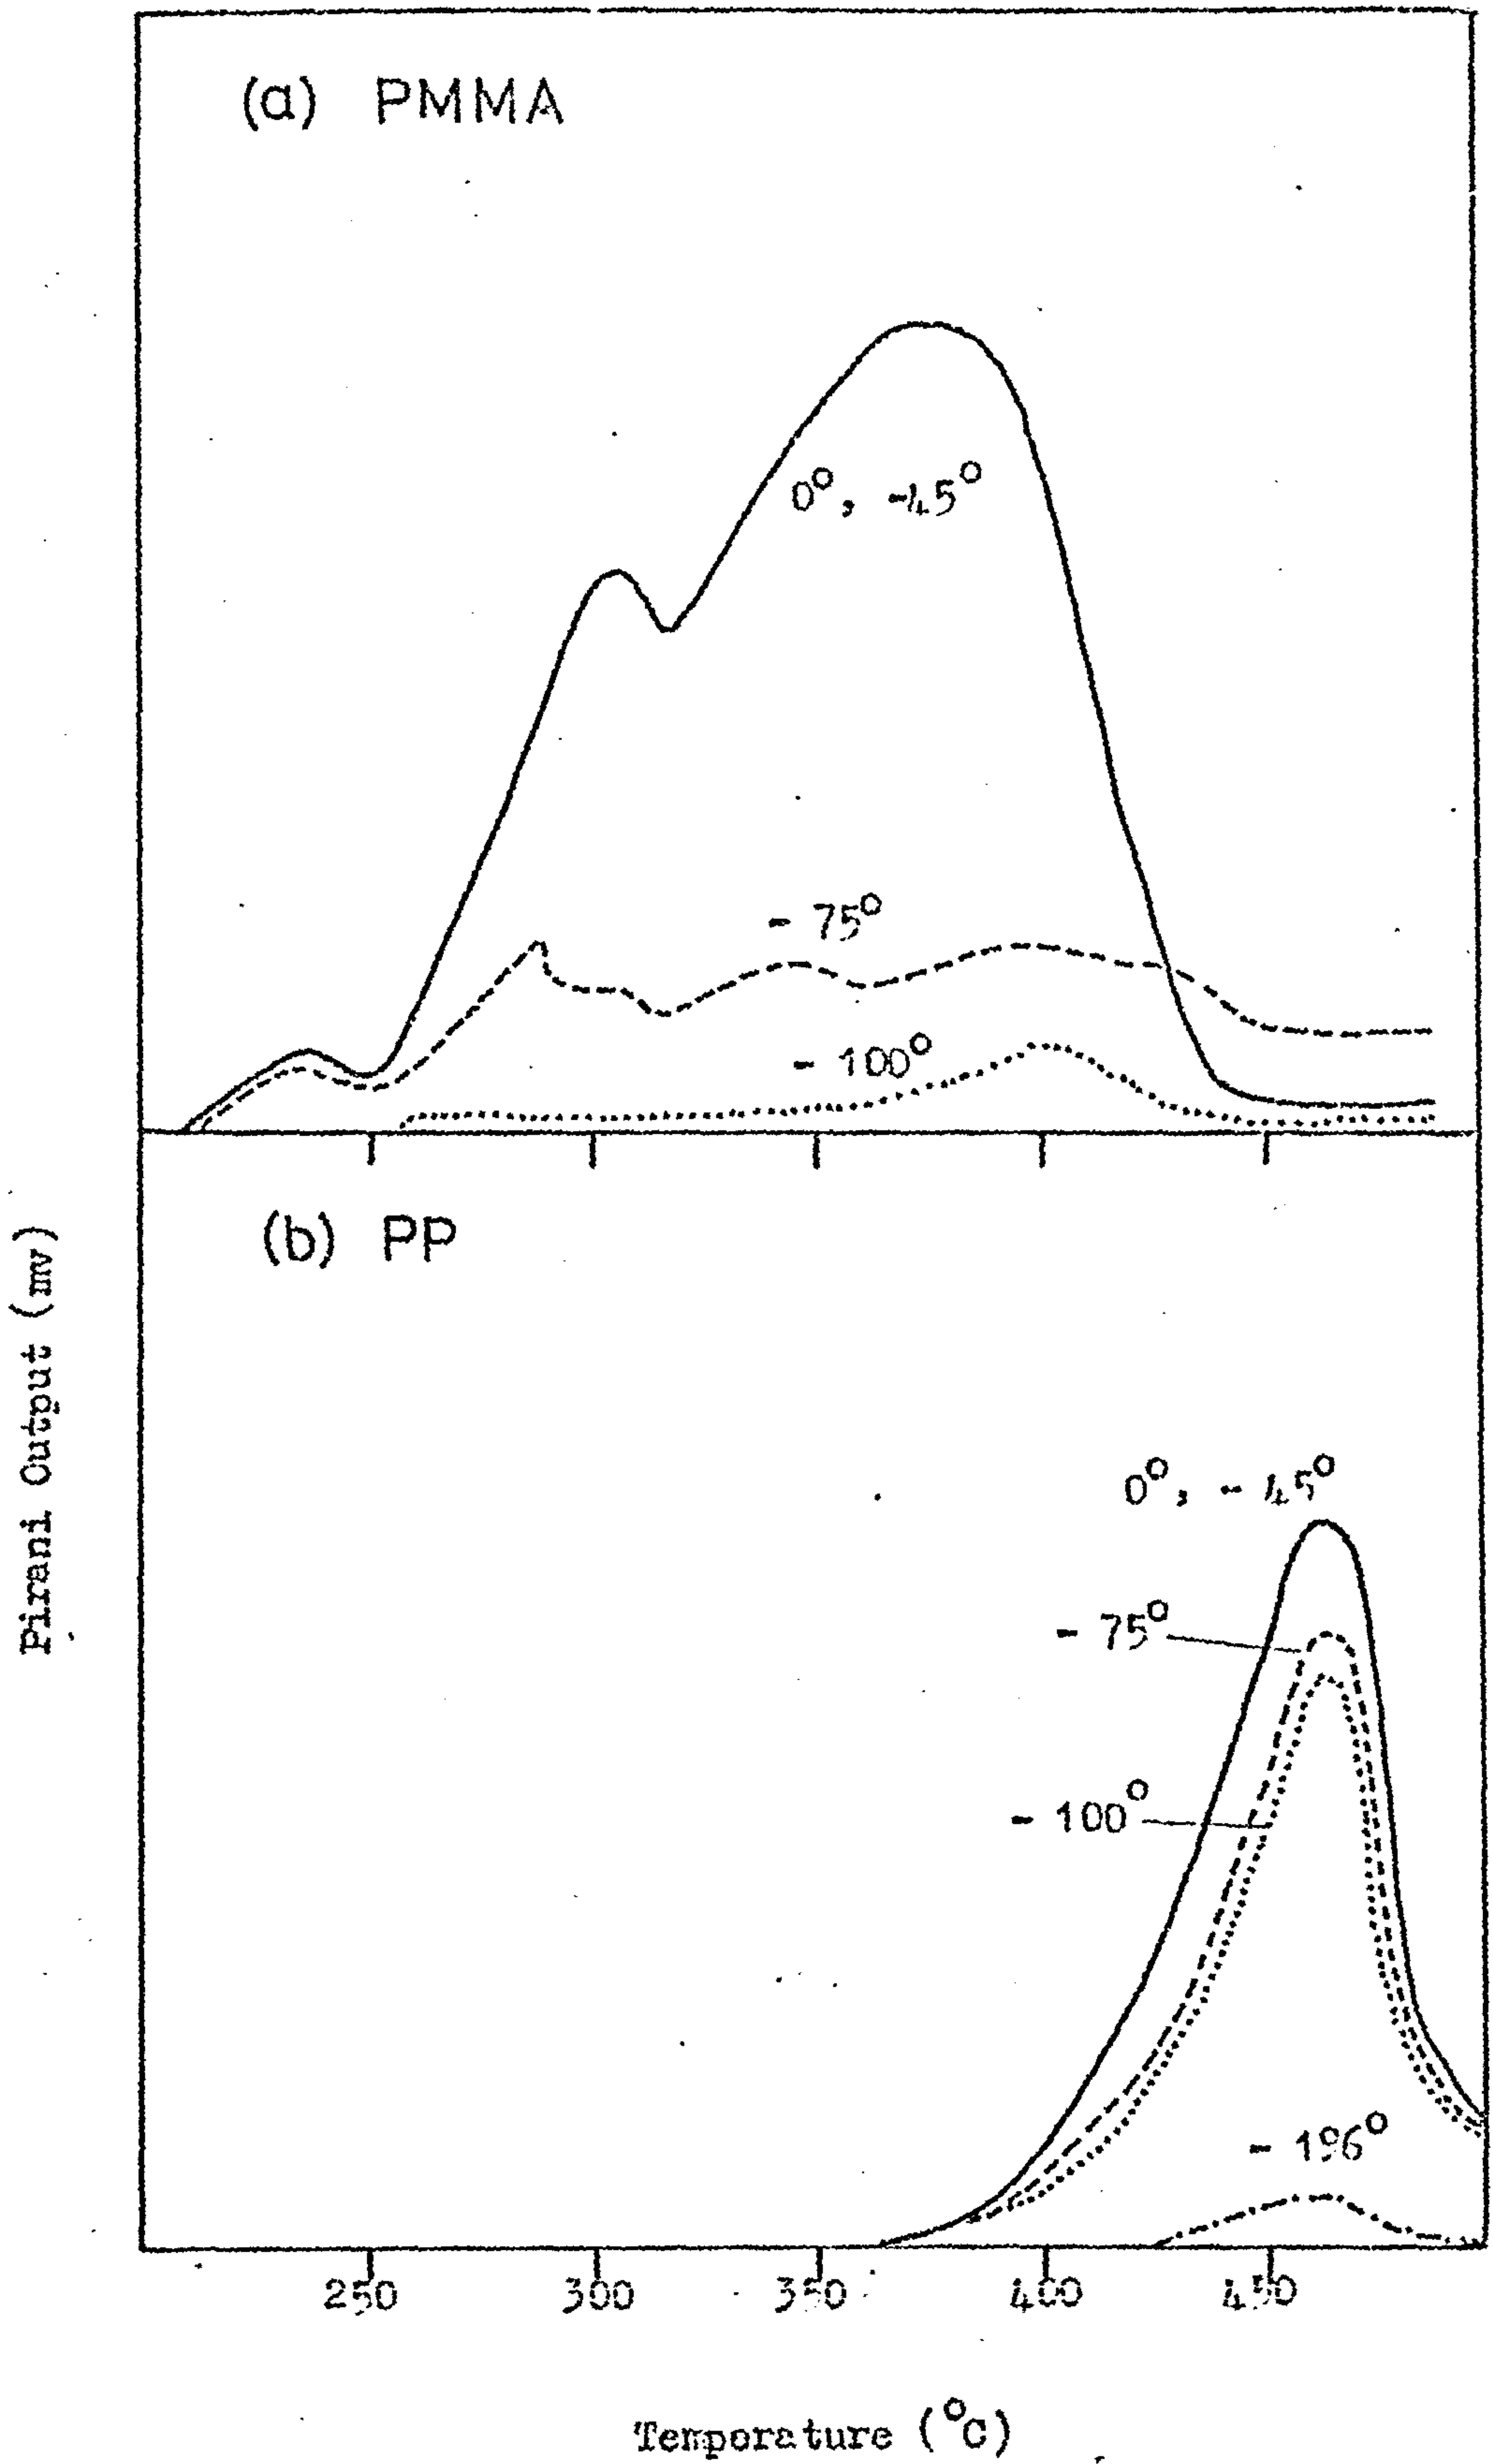 (a) PMMA
0°, -45°
- 75°
- 100°
(b) PP
Pirani Output (mv)
0°, - 45°
- 75°
- 100°
- 196°
250 300 350 400 450
Temperature (°C)